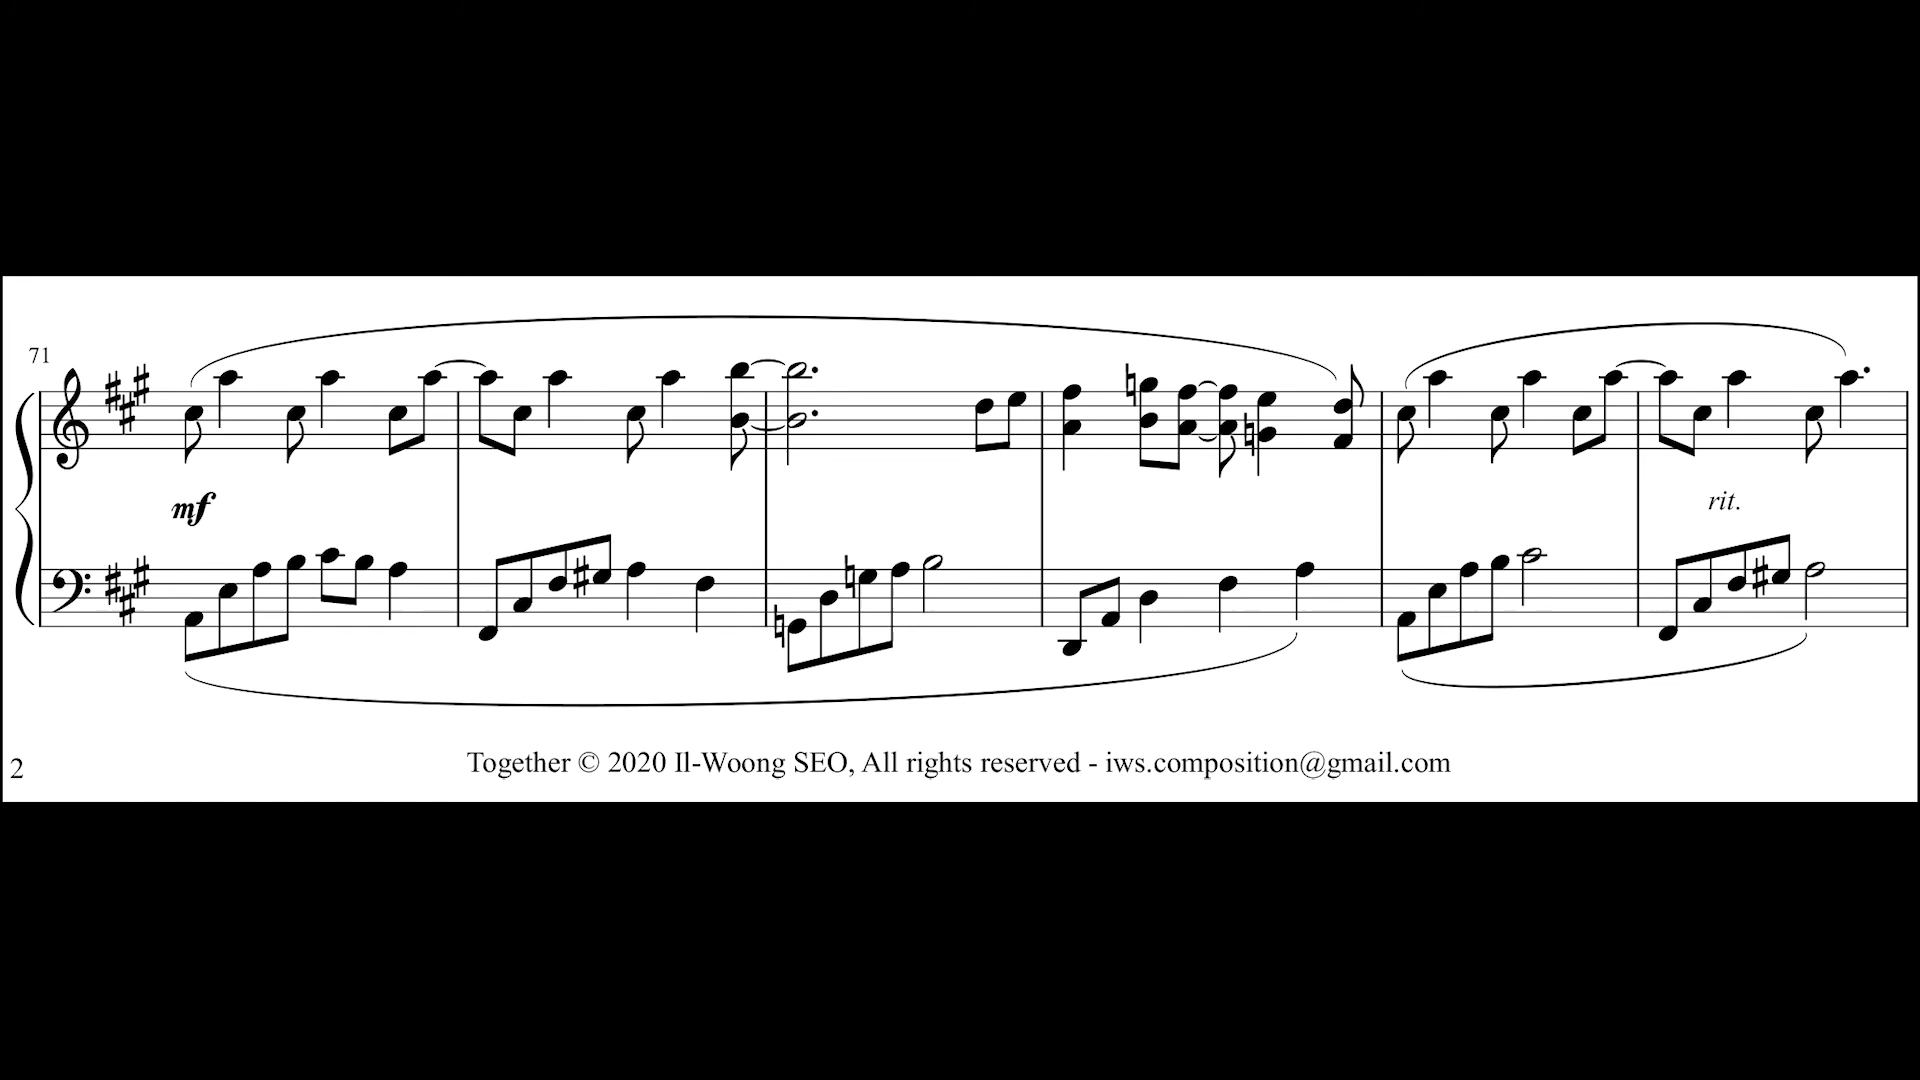 71
mf
rit.
Together © 2020 Il-Woong SEO, All rights reserved - iws.composition@gmail.com
2